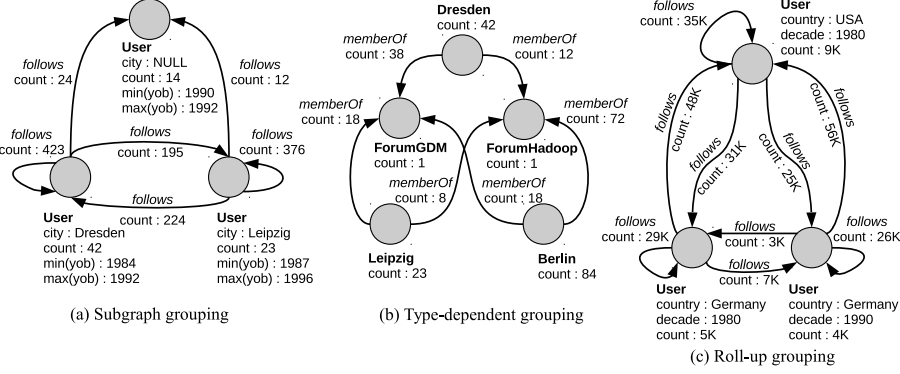 User
city : NULL
count : 14
min(yob) : 1990
max(yob) : 1992
follows
count : 24
follows
count : 12
follows
count : 423
follows
count : 195
follows
count : 376
follows
count : 224
User
city : Dresden
count : 42
min(yob) : 1984
max(yob) : 1992
User
city : Leipzig
count : 23
min(yob) : 1987
max(yob) : 1996
(a) Subgraph grouping
Dresden
count : 42
memberOf
count : 38
memberOf
count : 12
memberOf
count : 18
memberOf
count : 72
ForumGDM
count : 1
ForumHadoop
count : 1
memberOf
count : 8
memberOf
count : 18
Leipzig
count : 23
Berlin
count : 84
(b) Type-dependent grouping
follows
count : 35K
User
country : USA
decade : 1980
count : 9K
follows
count : 48K
follows
count : 31K
follows
count : 25K
follows
count : 56K
follows
count : 29K
follows
count : 3K
follows
count : 26K
follows
count : 7K
User
country : Germany
decade : 1980
count : 5K
User
country : Germany
decade : 1990
count : 4K
(c) Roll-up grouping